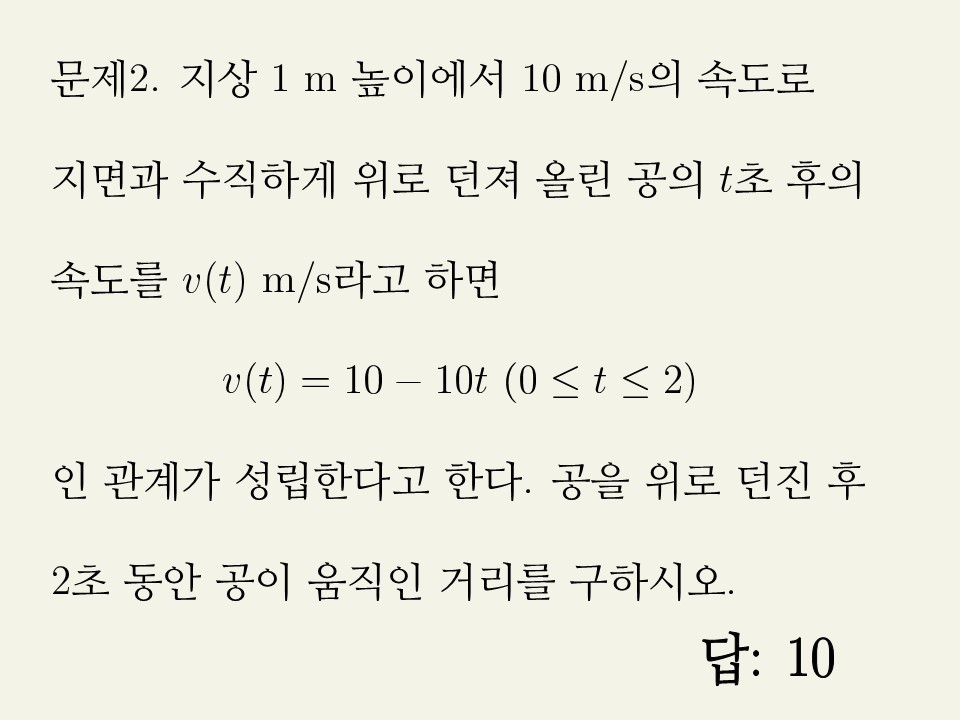 문제2. 지상 1 m 높이에서 10 m/s의 속도로
지면과 수직하게 위로 던져 올린 공의 t초 후의
속도를 v(t) m/s라고 하면
v(t) = 10 − 10t (0 ≤ t ≤ 2)
인 관계가 성립한다고 한다. 공을 위로 던진 후
2초 동안 공이 움직인 거리를 구하시오.
답: 10